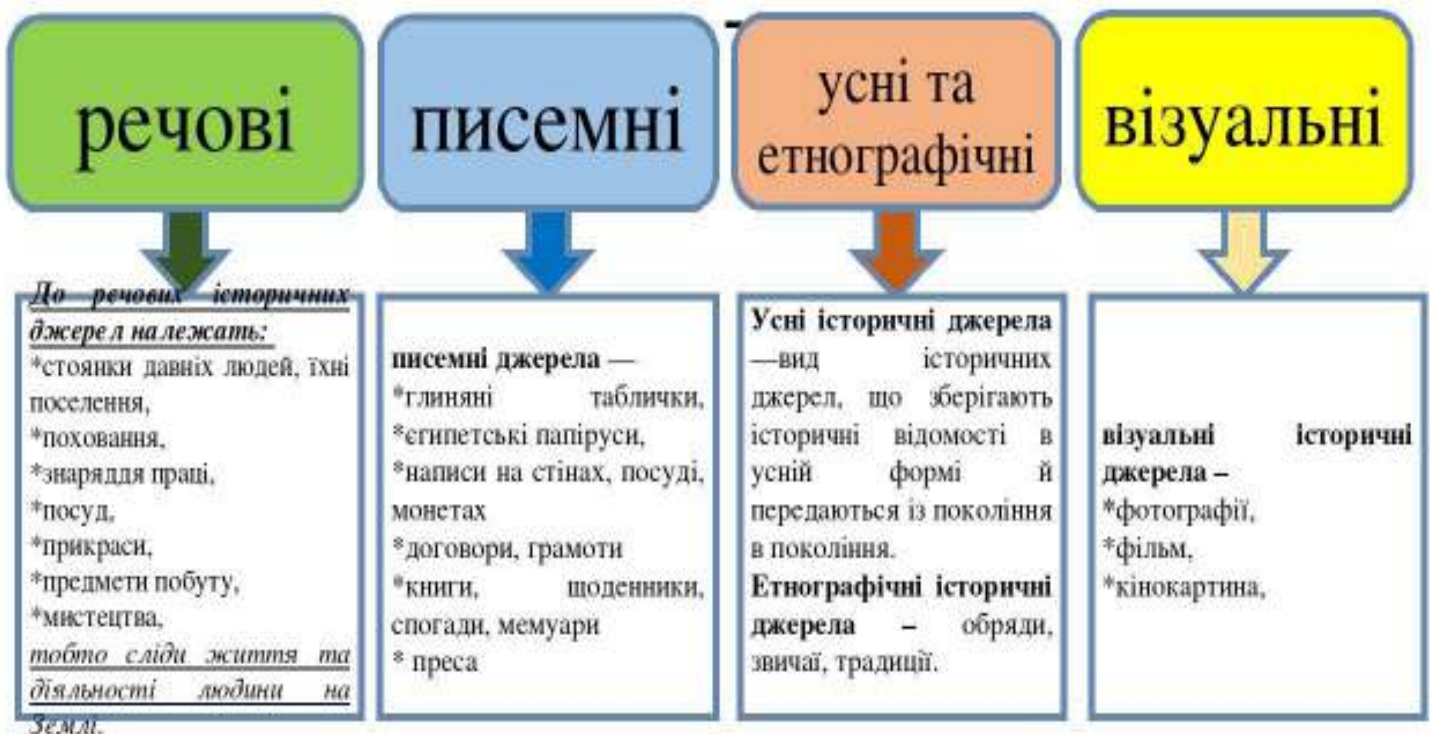 -
речові
писемні
усні та
етнографічні
візуальні
До речових історичних
джерел належать:
*стоянки давніх людей, їхні
поселення,
*поховання,
*знаряддя праці,
*посуд,
*прикраси,
*предмети побуту,
*мистецтва,
тобто сліди життя та
діяльності людини на
Землі.
писемні джерела —
*глиняні таблички,
*єгипетські папіруси,
*написи на стінах, посуді,
монетах
*договори, грамоти
*книги, щоденники,
спогади, мемуари
* преса
Усні історичні джерела
—вид історичних
джерел, що зберігають
історичні відомості в
усній формі й
передаються із покоління
в покоління.
Етнографічні історичні
джерела – обряди,
звичаї, традиції.
візуальні історичні
джерела –
*фотографії,
*фільм,
*кінокартина,